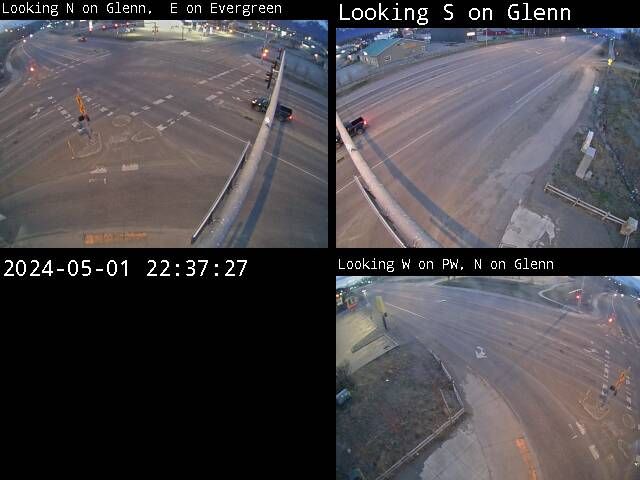 Looking N on Glenn,  E on Evergreen
Looking S on Glenn
2024-05-01 22:37:27
Looking W on PW, N on Glenn